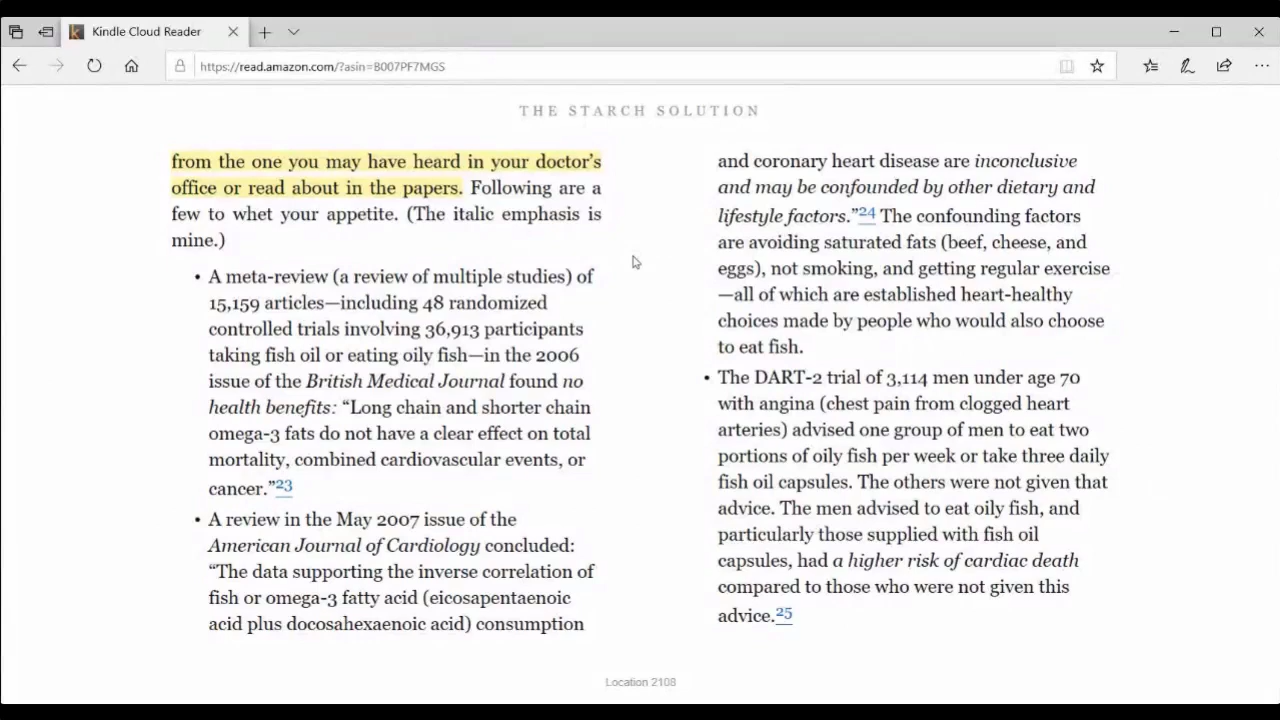 Kindle Cloud Reader
https://read.amazon.com/?asin=B007PF7MGS
THE STARCH SOLUTION
from the one you may have heard in your doctor's
office or read about in the papers. Following are a
few to whet your appetite. (The italic emphasis is
mine.)
• A meta-review (a review of multiple studies) of
15,159 articles—including 48 randomized
controlled trials involving 36,913 participants
taking fish oil or eating oily fish—in the 2006
issue of the British Medical Journal found no
health benefits: “Long chain and shorter chain
omega-3 fats do not have a clear effect on total
mortality, combined cardiovascular events, or
cancer.”23
• A review in the May 2007 issue of the
American Journal of Cardiology concluded:
“The data supporting the inverse correlation of
fish or omega-3 fatty acid (eicosapentaenoic
acid plus docosahexaenoic acid) consumption
and coronary heart disease are inconclusive
and may be confounded by other dietary and
lifestyle factors.”24 The confounding factors
are avoiding saturated fats (beef, cheese, and
eggs), not smoking, and getting regular exercise
—all of which are established heart-healthy
choices made by people who would also choose
to eat fish.
• The DART-2 trial of 3,114 men under age 70
with angina (chest pain from clogged heart
arteries) advised one group of men to eat two
portions of oily fish per week or take three daily
fish oil capsules. The others were not given that
advice. The men advised to eat oily fish, and
particularly those supplied with fish oil
capsules, had a higher risk of cardiac death
compared to those who were not given this
advice.25
Location 2108